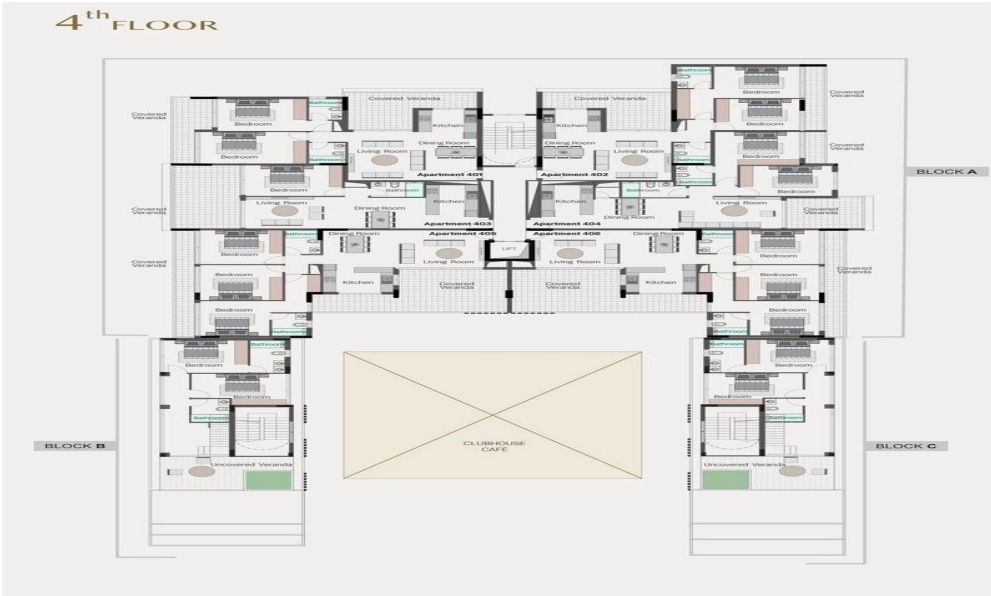 4th FLOOR
Bathroom
Bedroom
Covered
Veranda
Bedroom
Bathroom
Covered Veranda
Covered Veranda
Covered
Veranda
Bedroom
Kitchen
Kitchen
Bedroom
Dining Room
Dining Room
Covered
Veranda
Bedroom
Bathroom
Living Room
Living Room
Bathroom
Bedroom
Apartment 401
Apartment 402
BLOCK A
Bathroom
Bedroom
Bathroom
Bathroom
Bedroom
Living Room
Kitchen
Kitchen
Living Room
Covered
Veranda
Dining Room
Dining Room
Covered
Veranda
Apartment 403
Apartment 404
Bathroom
Dining Room
Apartment 405
Apartment 406
Dining Room
Bathroom
Bedroom
LIFT
Bedroom
Covered
Veranda
Living Room
Living Room
Covered
Veranda
Bedroom
Kitchen
Covered
Veranda
Covered
Veranda
Kitchen
Bedroom
Bedroom
Bathroom
Bathroom
Bedroom
Bathroom
Bathroom
Bedroom
Bedroom
Bedroom
Bedroom
Bathroom
Bathroom
BLOCK B
CLUBHOUSE
CAFE
BLOCK C
Uncovered Veranda
Uncovered Veranda